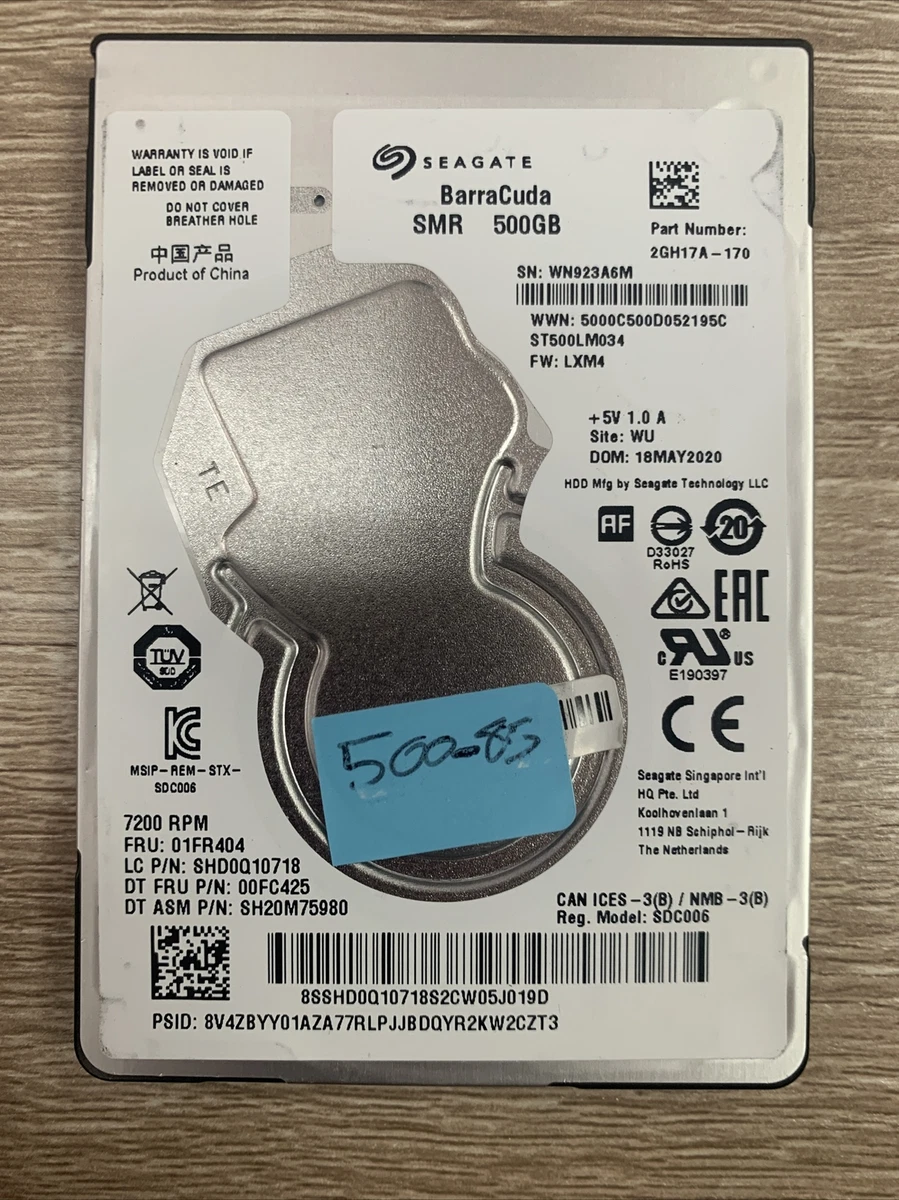 WARRANTY IS VOID IF
LABEL OR SEAL IS
REMOVED OR DAMAGED
DO NOT COVER
BREATHER HOLE
中国产品
Product of China
SEAGATE
BarraCuda
SMR 500GB
Part Number:
2GH17A-170
SN: WN923A6M
WWN: 5000C500D052195C
ST500LM034
FW: LXM4
+5V 1.0 A
Site: WU
DOM: 18MAY2020
HDD Mfg by Seagate Technology LLC
AF
20
D33027
RoHS
EAC
c RU ® US
E190397
CE
TE
TÜV
SÜD
KC
MSIP-REM-STX-
SDC006
500-85
Seagate Singapore Int'l
HQ Pte. Ltd
Koolhovenlaan 1
1119 NB Schiphol-Rijk
The Netherlands
7200 RPM
FRU: 01FR404
LC P/N: SHD0Q10718
DT FRU P/N: 00FC425
DT ASM P/N: SH20M75980
CAN ICES-3(B) / NMB-3(B)
Reg. Model: SDC006
8SSHD0Q10718S2CW05J019D
PSID: 8V4ZBYY01AZA77RLPJJBDQYR2KW2CZT3